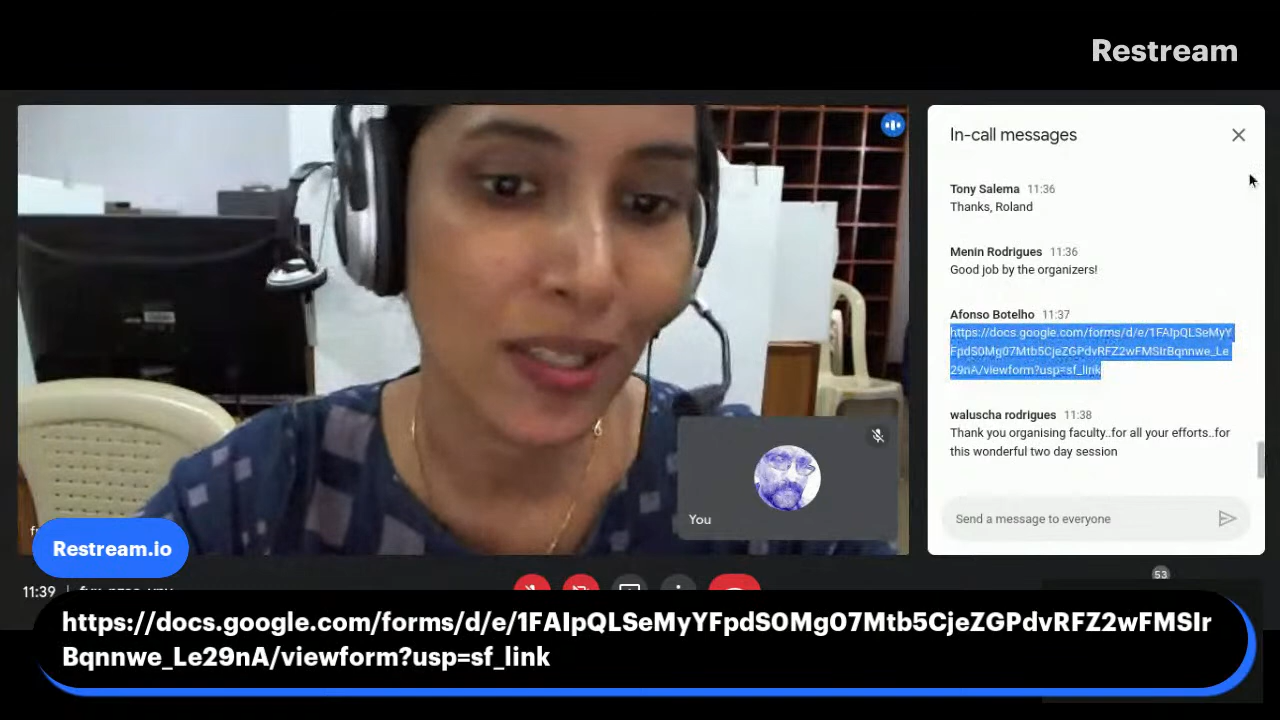 Restream
In-call messages
Tony Salema 11:36
Thanks, Roland
Menin Rodrigues 11:36
Good job by the organizers!
Afonso Botelho 11:37
https://docs.google.com/forms/d/e/1FAIpQLSeMyY
FpdS0Mg07Mtb5CjeZGPdvRFZ2wFMSIrBqnnwe_Le
29nA/viewform?usp=sf_link
waluscha rodrigues 11:38
Thank you organising faculty..for all your efforts..for
this wonderful two day session
You
Send a message to everyone
Restream.io
11:39
53
https://docs.google.com/forms/d/e/1FAIpQLSeMyYFpdS0Mg07Mtb5CjeZGPdvRFZ2wFMSIr
Bqnnwe_Le29nA/viewform?usp=sf_link